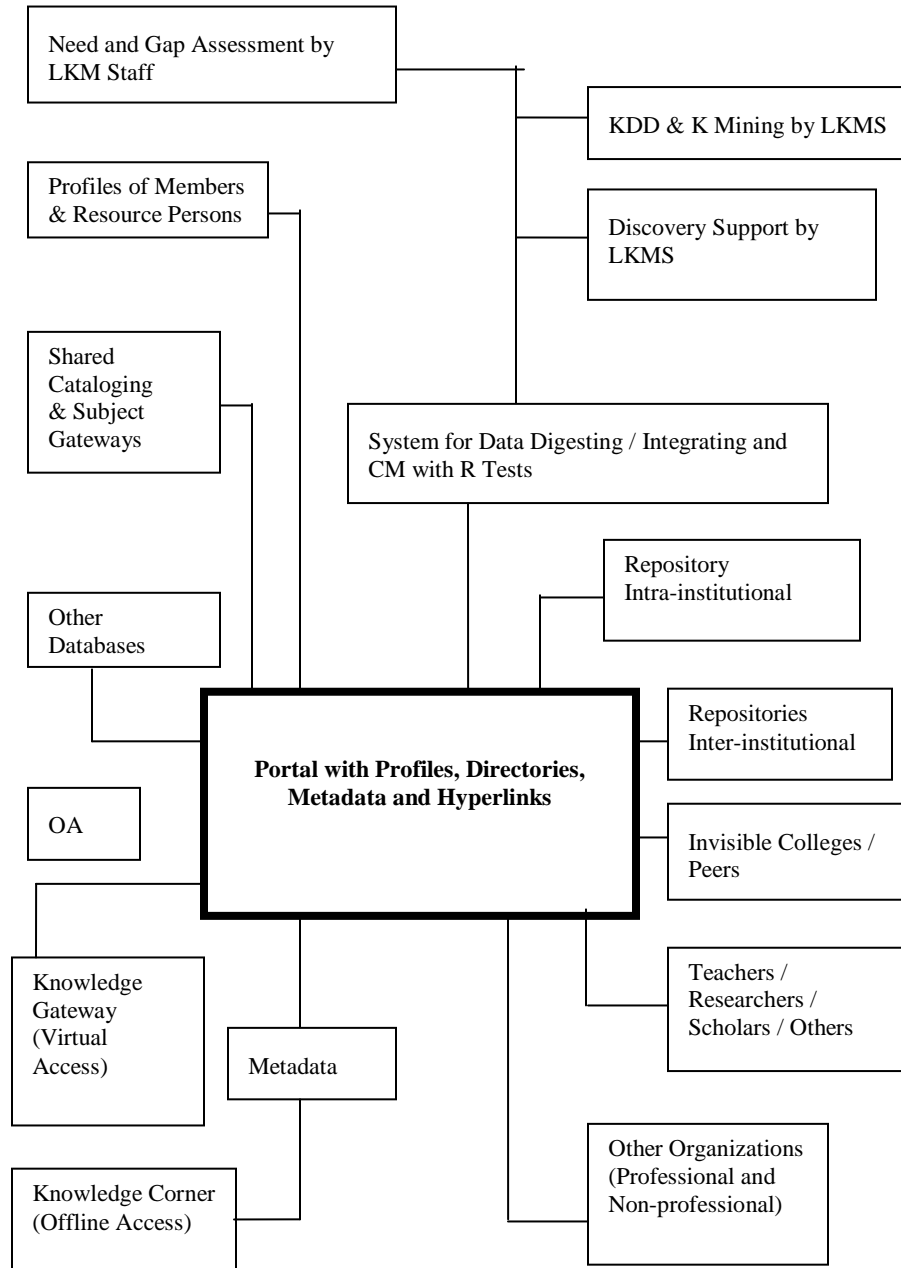 Need and Gap Assessment by
LKM Staff
KDD & K Mining by LKMS
Profiles of Members
& Resource Persons
Discovery Support by
LKMS
Shared
Cataloging
& Subject
Gateways
System for Data Digesting / Integrating and
CM with R Tests
Repository
Intra-institutional
Other
Databases
Repositories
Inter-institutional
Portal with Profiles, Directories,
Metadata and Hyperlinks
OA
Invisible Colleges /
Peers
Knowledge
Gateway
(Virtual
Access)
Teachers /
Researchers /
Scholars / Others
Metadata
Other Organizations
(Professional and
Non-professional)
Knowledge Corner
(Offline Access)